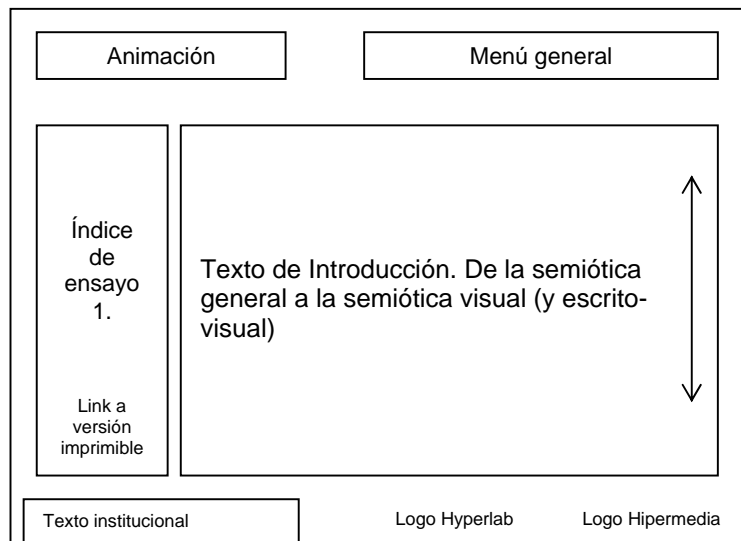 Animación
Menú general
Índice
de
ensayo
1.
Link a
versión
imprimible
Texto de Introducción. De la semiótica
general a la semiótica visual (y escrito-
visual)
Texto institucional
Logo Hyperlab
Logo Hipermedia